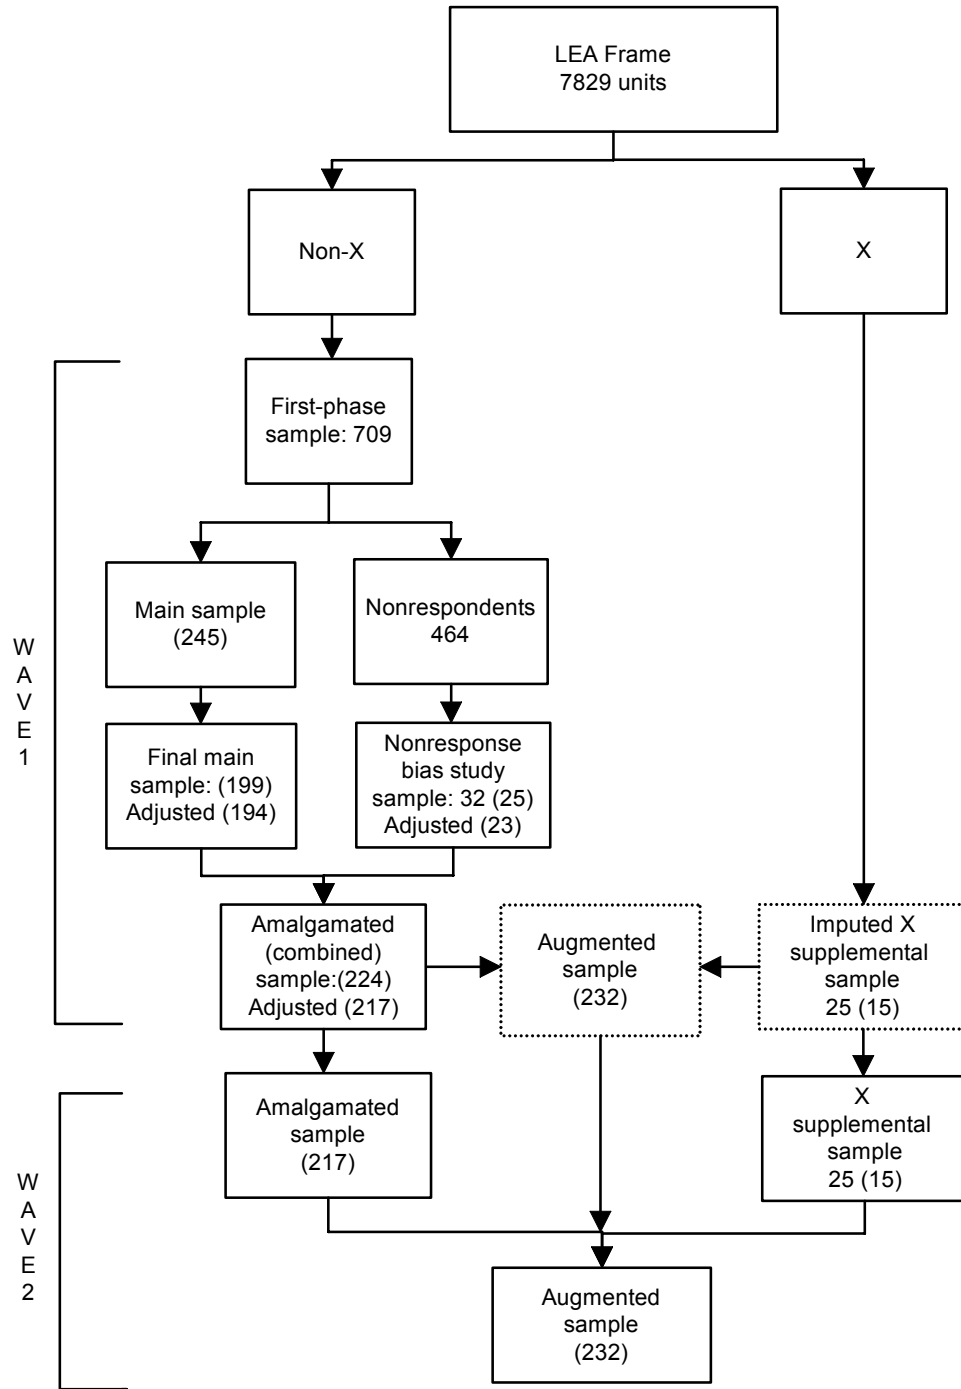 LEA Frame
7829 units
Non-X
X
First-phase
sample: 709
Main sample
(245)
Nonrespondents
464
W
A
V
E
1
Final main
sample: (199)
Adjusted (194)
Nonresponse
bias study
sample: 32 (25)
Adjusted (23)
Amalgamated
(combined)
sample:(224)
Adjusted (217)
Augmented
sample
(232)
Imputed X
supplemental
sample
25 (15)
W
A
V
E
2
Amalgamated
sample
(217)
X
supplemental
sample
25 (15)
Augmented
sample
(232)